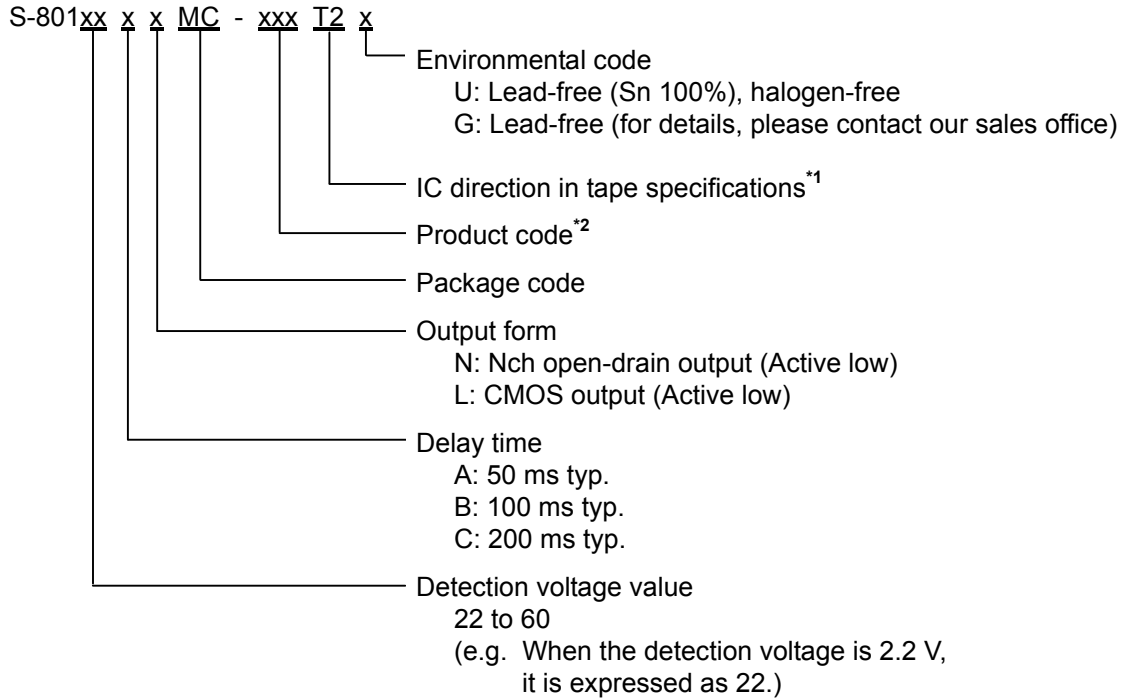 S-801xx x x MC - xxx T2 x
Environmental code
U: Lead-free (Sn 100%), halogen-free
G: Lead-free (for details, please contact our sales office)
IC direction in tape specifications*1
Product code*2
Package code
Output form
N: Nch open-drain output (Active low)
L: CMOS output (Active low)
Delay time
A: 50 ms typ.
B: 100 ms typ.
C: 200 ms typ.
Detection voltage value
22 to 60
(e.g. When the detection voltage is 2.2 V,
it is expressed as 22.)